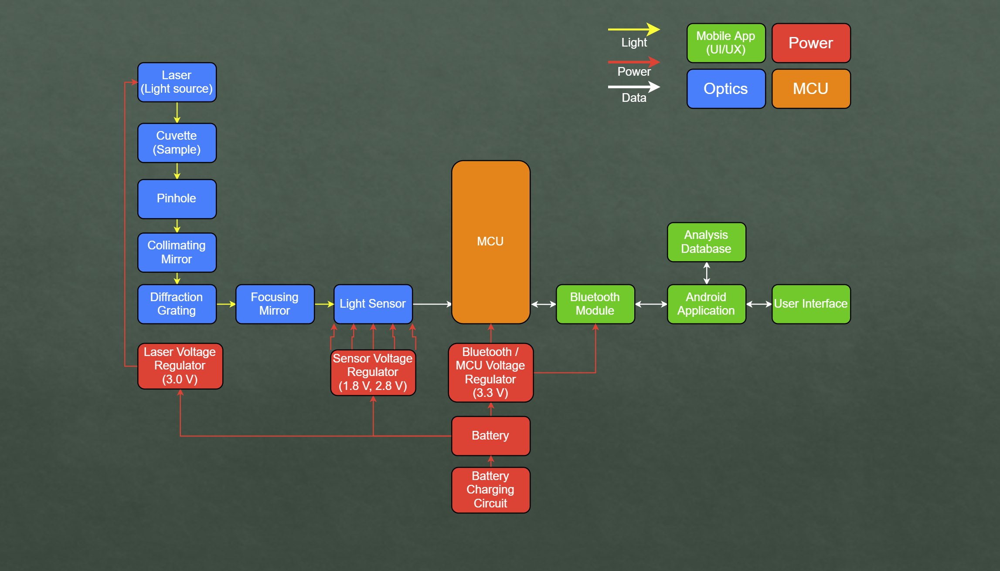 Light
Power
Data
Mobile App
(UI/UX)
Power
Optics
MCU
Laser
(Light source)
Cuvette
(Sample)
Pinhole
Collimating
Mirror
Diffraction
Grating
Focusing
Mirror
Light Sensor
MCU
Bluetooth
Module
Analysis
Database
Android
Application
User Interface
Laser Voltage
Regulator
(3.0 V)
Sensor Voltage
Regulator
(1.8 V, 2.8 V)
Bluetooth /
MCU Voltage
Regulator
(3.3 V)
Battery
Battery
Charging
Circuit